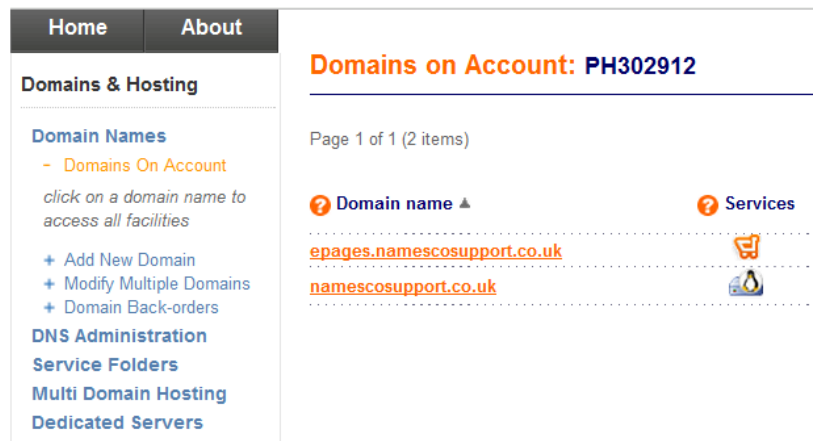 Home
About
Domains & Hosting
Domain Names
- Domains On Account
click on a domain name to
access all facilities
+ Add New Domain
+ Modify Multiple Domains
+ Domain Back-orders
DNS Administration
Service Folders
Multi Domain Hosting
Dedicated Servers
Domains on Account: PH302912
Page 1 of 1 (2 items)
? Domain name ▲
? Services
epages.namescosupport.co.uk
namescosupport.co.uk